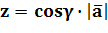 z = cosγ · |ā|